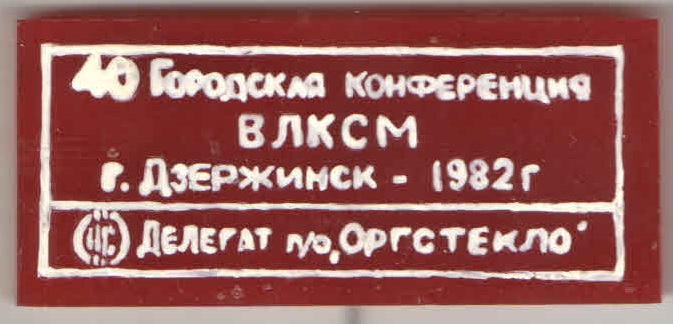 40 Городская конференция
ВЛКСМ
г. Дзержинск - 1982 г
Делегат п/о „Оргстекло"